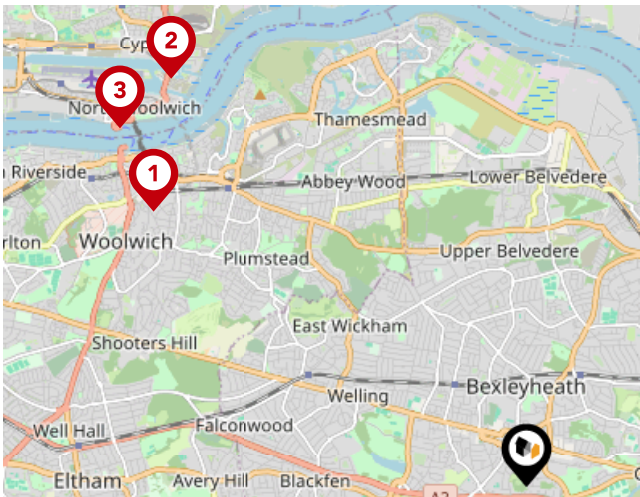 Cyp
2
3
North Woolwich
Thamesmead
Riverside
1
Abbey Wood
Lower Belvedere
rlton
Woolwich
Plumstead
Upper Belvedere
East Wickham
Shooters Hill
Welling
Bexleyheath
Well Hall
Falconwood
Eltham
Avery Hill
Blackfen
A2